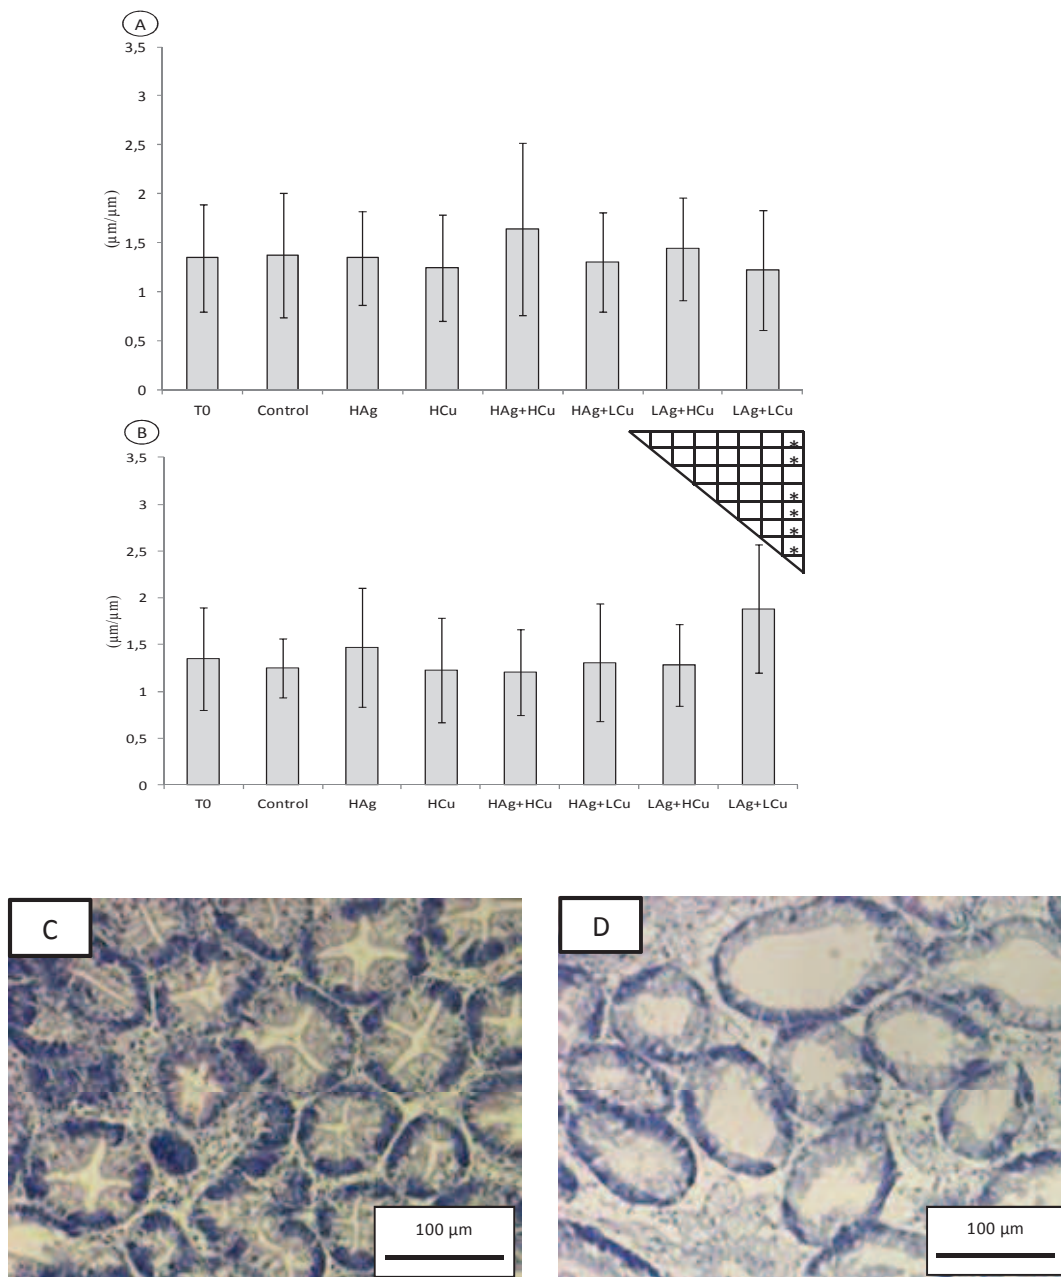 A
3,5
3
2,5
2
1,5
1
0,5
0
(µm/µm)
T0 Control HAg HCu HAg+HCu HAg+LCu LAg+HCu LAg+LCu
B
3,5
3
2,5
2
1,5
1
0,5
0
(µm/µm)
*
*
*
*
*
*
T0 Control HAg HCu HAg+HCu HAg+LCu LAg+HCu LAg+LCu
C
100 µm
D
100 µm